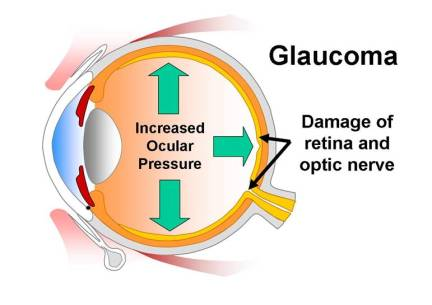 Glaucoma
Increased
Ocular
Pressure
Damage of
retina and
optic nerve